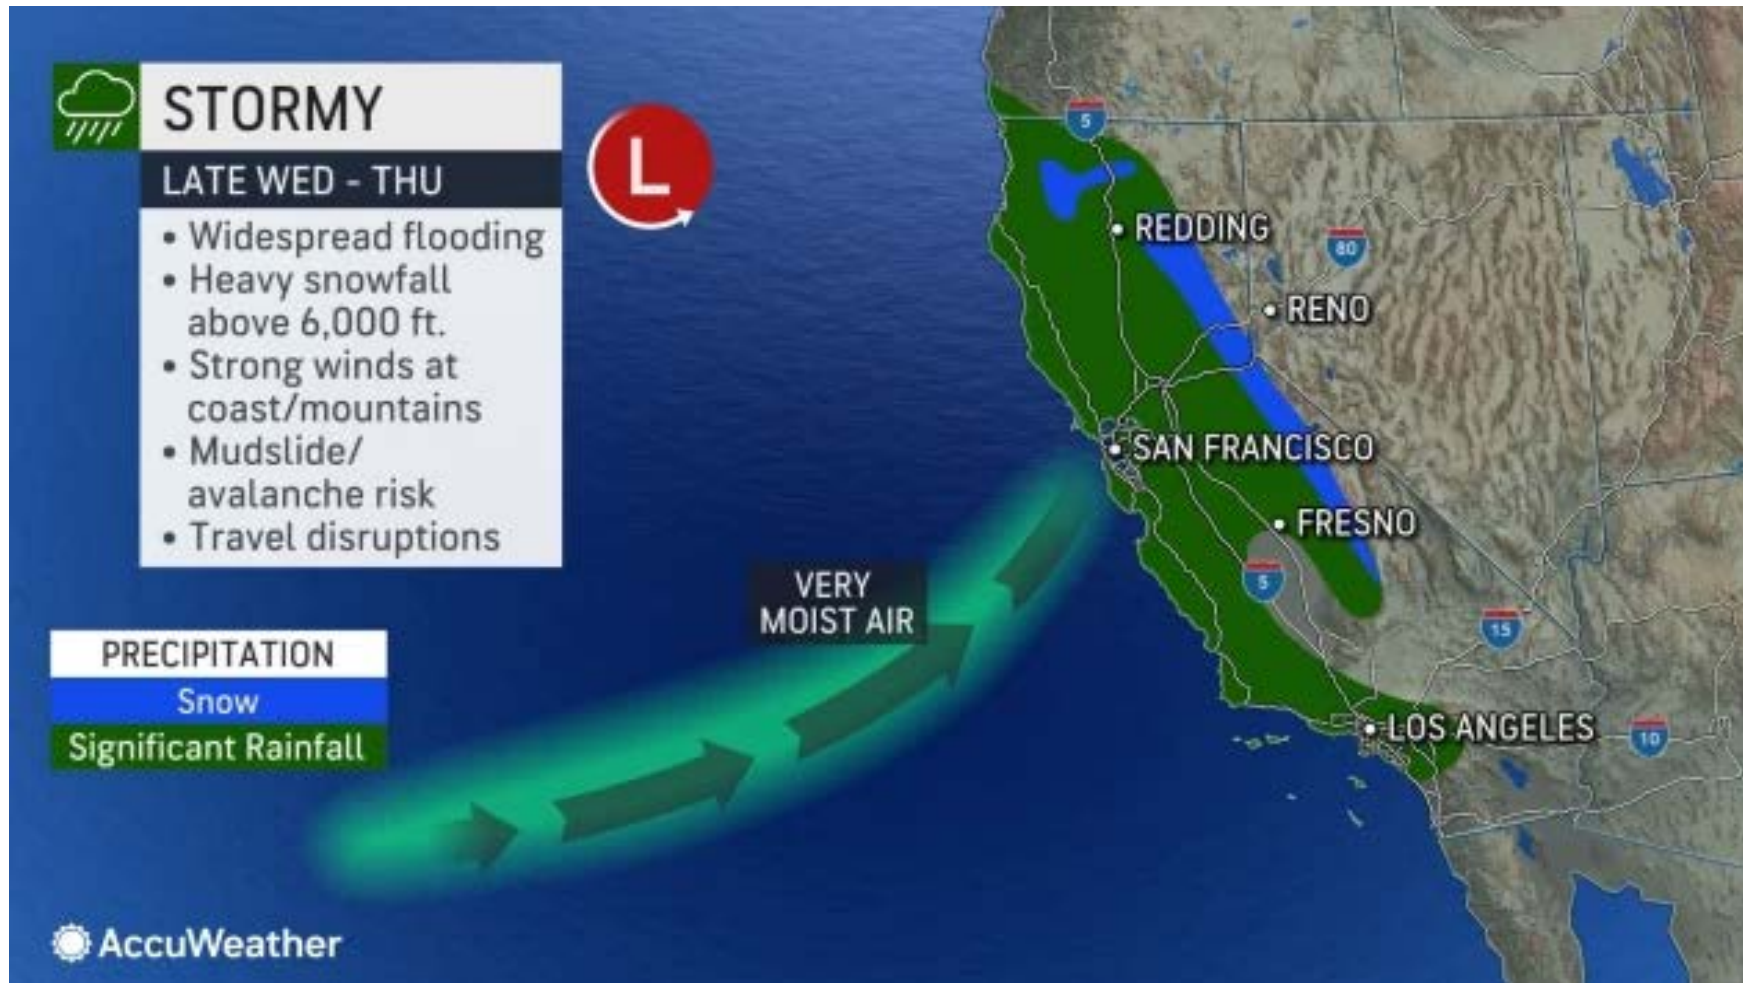 STORMY
LATE WED - THU
• Widespread flooding
• Heavy snowfall
above 6,000 ft.
• Strong winds at
coast/mountains
• Mudslide/
avalanche risk
• Travel disruptions
L
PRECIPITATION
Snow
Significant Rainfall
VERY
MOIST AIR
5
REDDING
80
RENO
SAN FRANCISCO
FRESNO
5
15
LOS ANGELES
10
AccuWeather